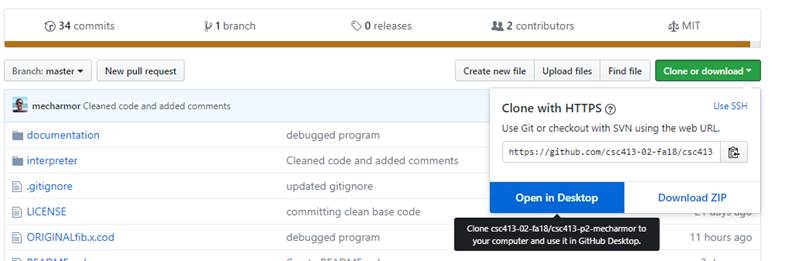 34 commits 1 branch 0 releases 2 contributors MIT
Branch: master New pull request Create new file Upload files Find file Clone or download
mecharmor Cleaned code and added comments
Clone with HTTPS Use SSH
Use Git or checkout with SVN using the web URL.
documentation debugged program
https://github.com/csc413-02-fa18/csc413
interpreter Cleaned code and added comments
.gitignore updated gitignore
Open in Desktop Download ZIP
LICENSE committing clean base code days ago
Clone csc413-02-fa18/csc413-p2-mecharmor to
your computer and use it in GitHub Desktop.
ORIGINALfib.x.cod debugged program 11 hours ago